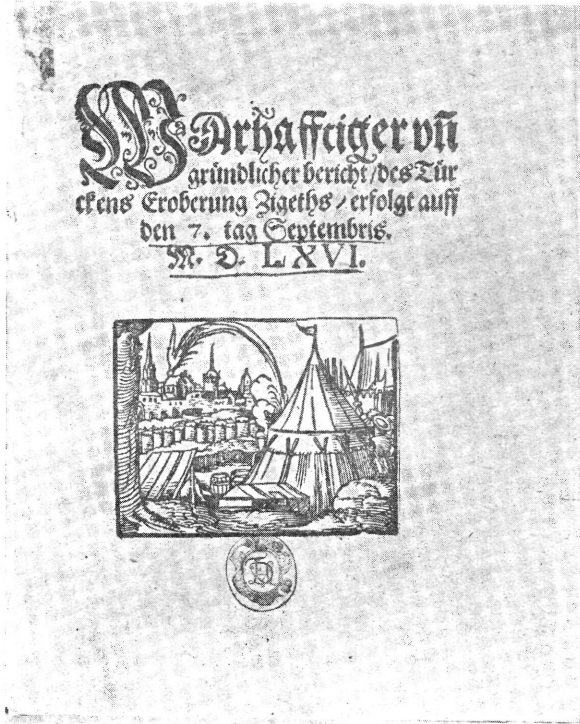 WArhafftiger vñ
gründlicher bericht / des Tür
ckens Eroberung Zigeths / erfolgt auff
den 7. tag Septembris.
M. D. LXVI.